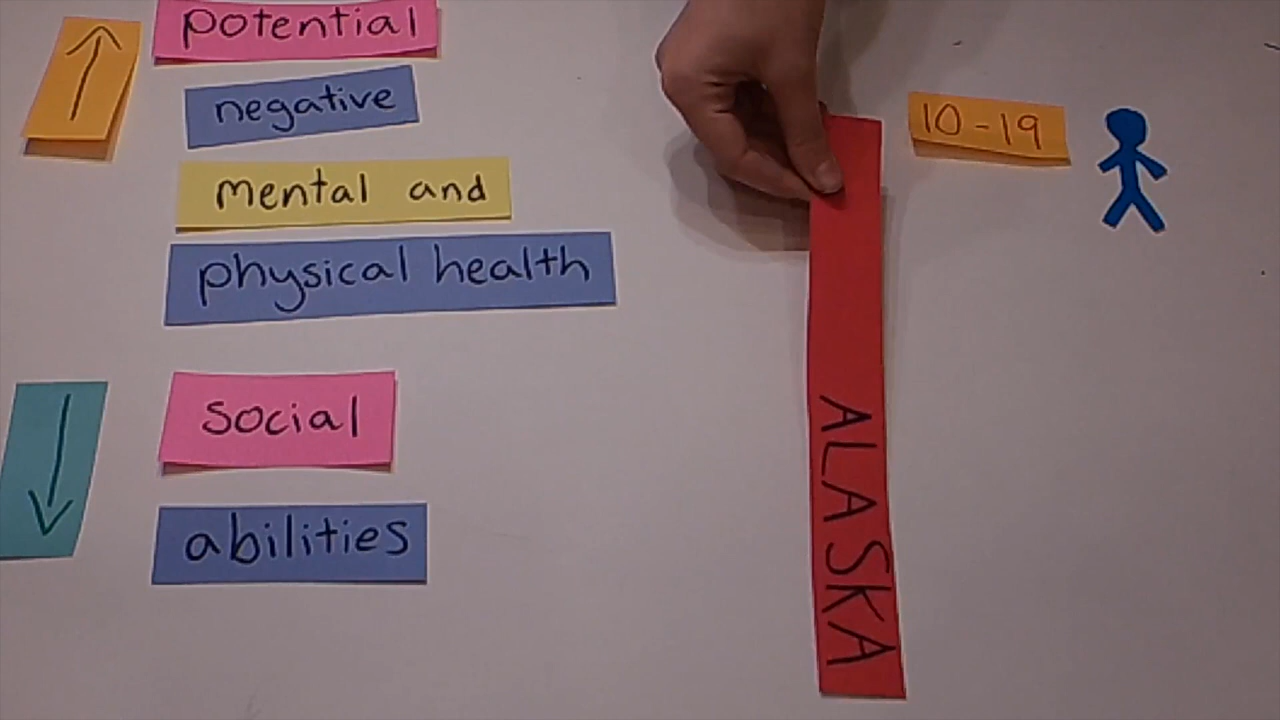 potential
negative
mental and
physical health
social
abilities
10-19
ALASKA